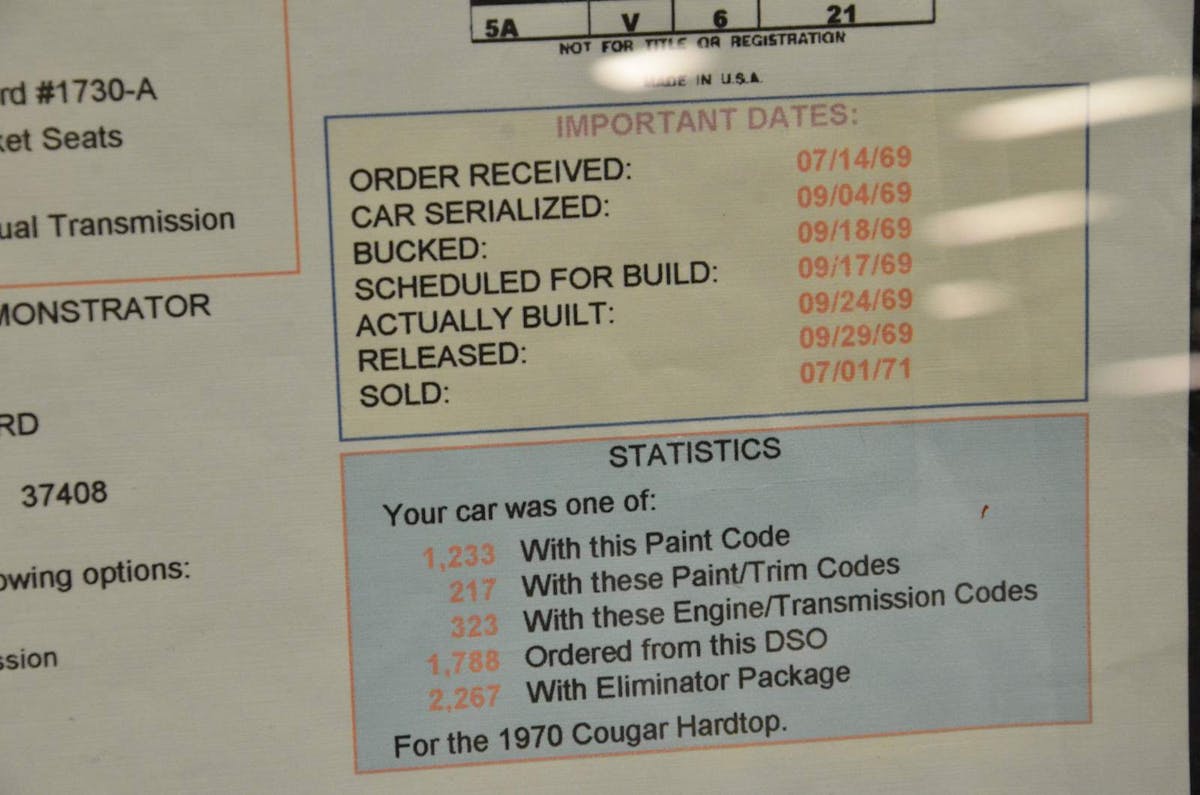 5A V 6 21
NOT FOR TITLE OR REGISTRATION
MADE IN U.S.A.
rd #1730-A
ket Seats
ual Transmission
MONSTRATOR
RD
37408
owing options:
ssion
IMPORTANT DATES:
ORDER RECEIVED: 07/14/69
CAR SERIALIZED: 09/04/69
BUCKED: 09/18/69
SCHEDULED FOR BUILD: 09/17/69
ACTUALLY BUILT: 09/24/69
RELEASED: 09/29/69
SOLD: 07/01/71
STATISTICS
Your car was one of:
1,233 With this Paint Code
217 With these Paint/Trim Codes
323 With these Engine/Transmission Codes
1,788 Ordered from this DSO
2,267 With Eliminator Package
For the 1970 Cougar Hardtop.